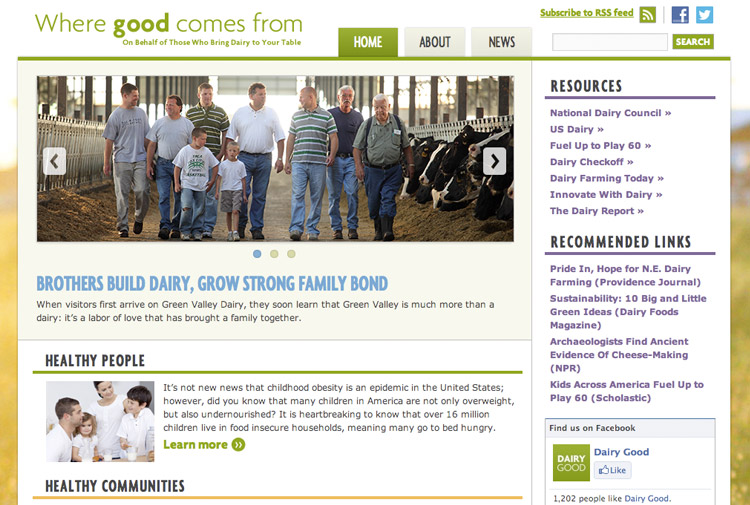 Where good comes from
On Behalf of Those Who Bring Dairy to Your Table
Subscribe to RSS feed
HOME
ABOUT
NEWS
SEARCH
BROTHERS BUILD DAIRY, GROW STRONG FAMILY BOND
When visitors first arrive on Green Valley Dairy, they soon learn that Green Valley is much more than a
dairy: it's a labor of love that has brought a family together.
HEALTHY PEOPLE
It's not new news that childhood obesity is an epidemic in the United States;
however, did you know that many children in America are not only overweight,
but also undernourished? It is heartbreaking to know that over 16 million
children live in food insecure households, meaning many go to bed hungry.
Learn more »
HEALTHY COMMUNITIES
RESOURCES
National Dairy Council »
US Dairy »
Fuel Up to Play 60 »
Dairy Checkoff »
Dairy Farming Today »
Innovate With Dairy »
The Dairy Report »
RECOMMENDED LINKS
Pride In, Hope for N.E. Dairy
Farming (Providence Journal)
Sustainability: 10 Big and Little
Green Ideas (Dairy Foods
Magazine)
Archaeologists Find Ancient
Evidence Of Cheese-Making
(NPR)
Kids Across America Fuel Up to
Play 60 (Scholastic)
Find us on Facebook
DAIRY
GOOD
Dairy Good
Like
1,202 people like Dairy Good.